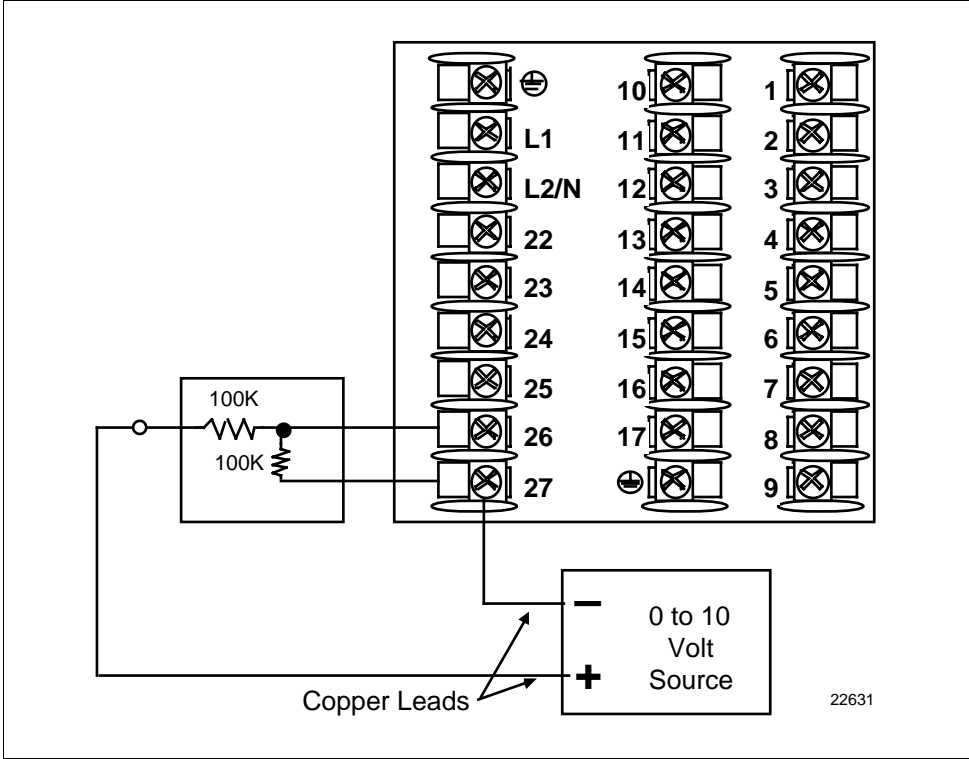 10 1
L1 11 2
L2/N 12 3
22 13 4
23 14 5
24 15 6
25 16 7
100K
26 17 8
100K
27 9
− 0 to 10
Volt
+ Source
Copper Leads
22631